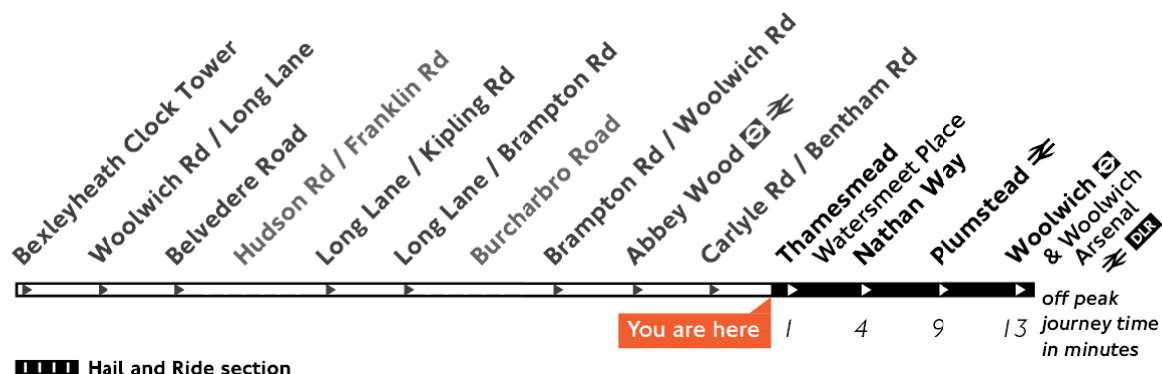 Bexleyheath Clock Tower
Woolwich Rd / Long Lane
Belvedere Road
Hudson Rd / Franklin Rd
Long Lane / Kipling Rd
Long Lane / Brampton Rd
Burcharbro Road
Brampton Rd / Woolwich Rd
Abbey Wood
Carlyle Rd / Bentham Rd
Thamesmead
Watersmeet Place
Nathan Way
Plumstead
Woolwich
& Woolwich
Arsenal
DLR
You are here
1 4 9 13
off peak
journey time
in minutes
Hail and Ride section